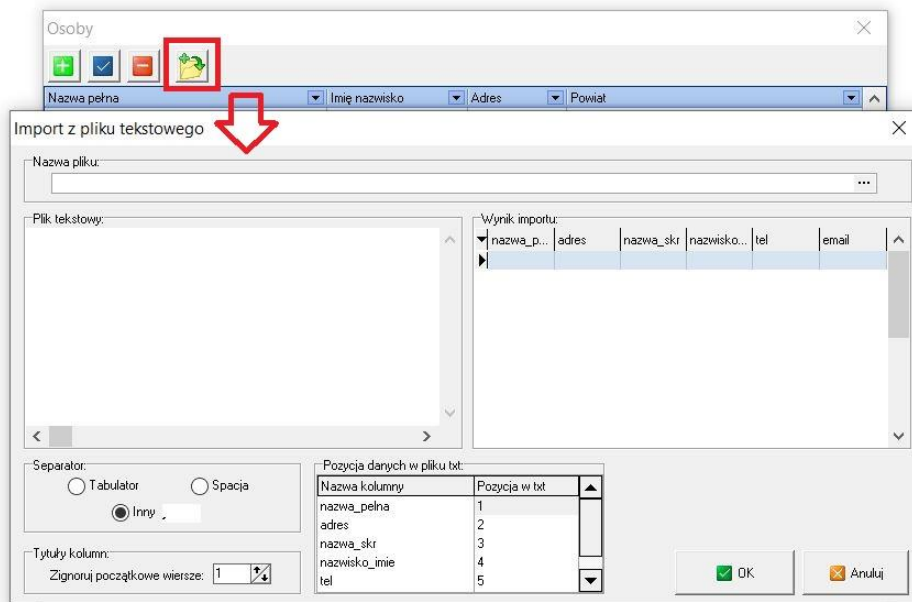 Osoby
Nazwa pełna Imię nazwisko Adres Powiat
Import z pliku tekstowego
Nazwa pliku:
...
Plik tekstowy: Wynik importu:
nazwa_p... adres nazwa_skr nazwisko... tel email
Separator: Pozycja danych w pliku txt:
Tabulator Spacja Nazwa kolumny Pozycja w txt
nazwa_pelna 1
Inny ,
adres 2
nazwa_skr 3
Tytuły kolumn: nazwisko_imie 4
Zignoruj początkowe wiersze: 1 tel 5
OK Anuluj